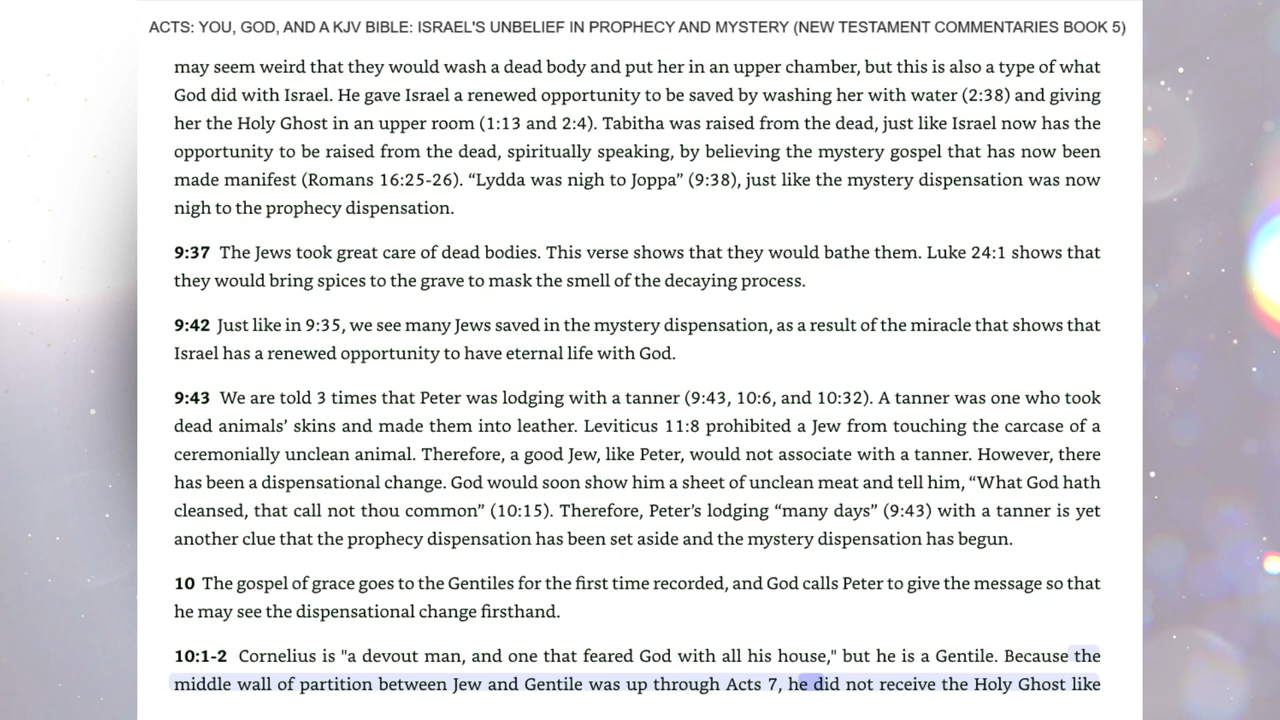 ACTS: YOU, GOD, AND A KJV BIBLE: ISRAEL'S UNBELIEF IN PROPHECY AND MYSTERY (NEW TESTAMENT COMMENTARIES BOOK 5)
may seem weird that they would wash a dead body and put her in an upper chamber, but this is also a type of what
God did with Israel. He gave Israel a renewed opportunity to be saved by washing her with water (2:38) and giving
her the Holy Ghost in an upper room (1:13 and 2:4). Tabitha was raised from the dead, just like Israel now has the
opportunity to be raised from the dead, spiritually speaking, by believing the mystery gospel that has now been
made manifest (Romans 16:25-26). “Lydda was nigh to Joppa” (9:38), just like the mystery dispensation was now
nigh to the prophecy dispensation.
9:37 The Jews took great care of dead bodies. This verse shows that they would bathe them. Luke 24:1 shows that
they would bring spices to the grave to mask the smell of the decaying process.
9:42 Just like in 9:35, we see many Jews saved in the mystery dispensation, as a result of the miracle that shows that
Israel has a renewed opportunity to have eternal life with God.
9:43 We are told 3 times that Peter was lodging with a tanner (9:43, 10:6, and 10:32). A tanner was one who took
dead animals’ skins and made them into leather. Leviticus 11:8 prohibited a Jew from touching the carcase of a
ceremonially unclean animal. Therefore, a good Jew, like Peter, would not associate with a tanner. However, there
has been a dispensational change. God would soon show him a sheet of unclean meat and tell him, “What God hath
cleansed, that call not thou common” (10:15). Therefore, Peter’s lodging “many days” (9:43) with a tanner is yet
another clue that the prophecy dispensation has been set aside and the mystery dispensation has begun.
10 The gospel of grace goes to the Gentiles for the first time recorded, and God calls Peter to give the message so that
he may see the dispensational change firsthand.
10:1-2 Cornelius is "a devout man, and one that feared God with all his house," but he is a Gentile. Because the
middle wall of partition between Jew and Gentile was up through Acts 7, he did not receive the Holy Ghost like